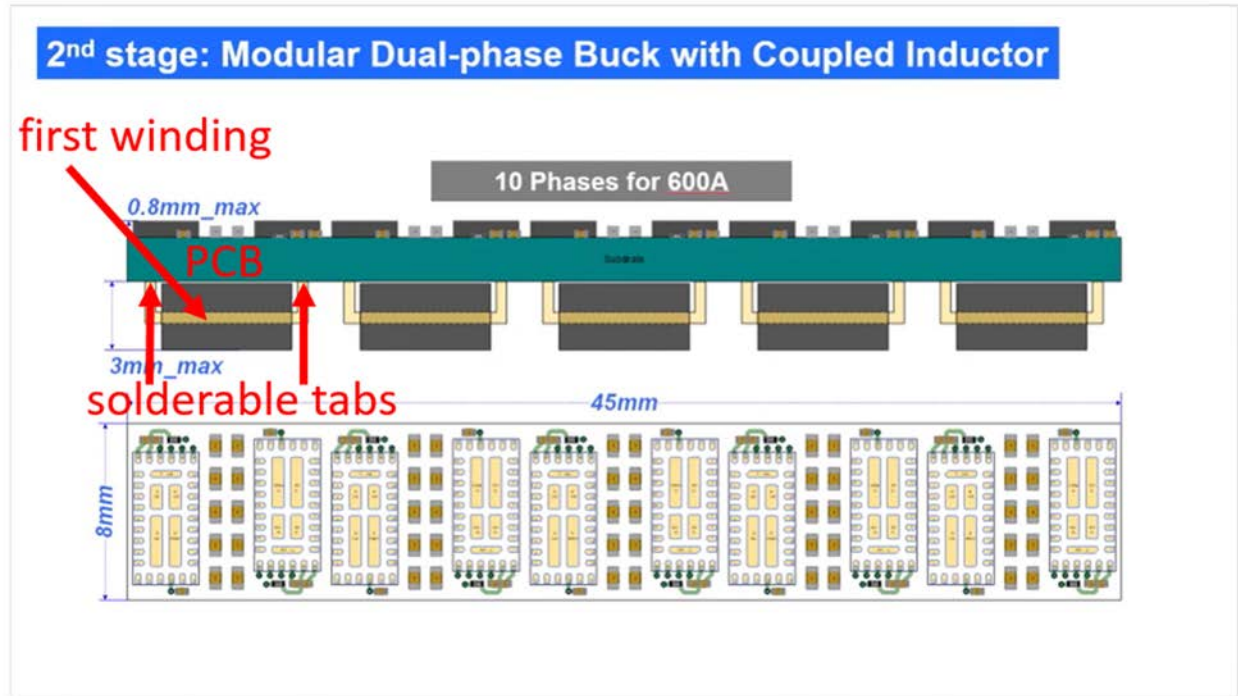 2nd stage: Modular Dual-phase Buck with Coupled Inductor
first winding
10 Phases for 600A
0.8mm_max
PCB
Substrate
3mm_max
solderable tabs
45mm
8mm